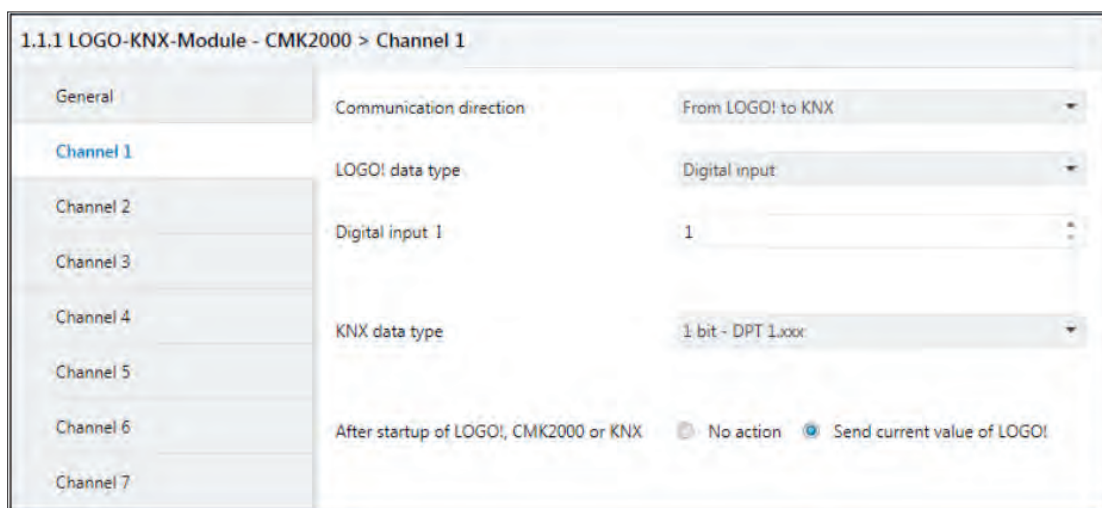 1.1.1 LOGO-KNX-Module - CMK2000 > Channel 1
General
Channel 1
Channel 2
Channel 3
Channel 4
Channel 5
Channel 6
Channel 7
Communication direction From LOGO! to KNX
LOGO! data type Digital input
Digital input I 1
KNX data type 1 bit - DPT 1.xxx
After startup of LOGO!, CMK2000 or KNX No action Send current value of LOGO!